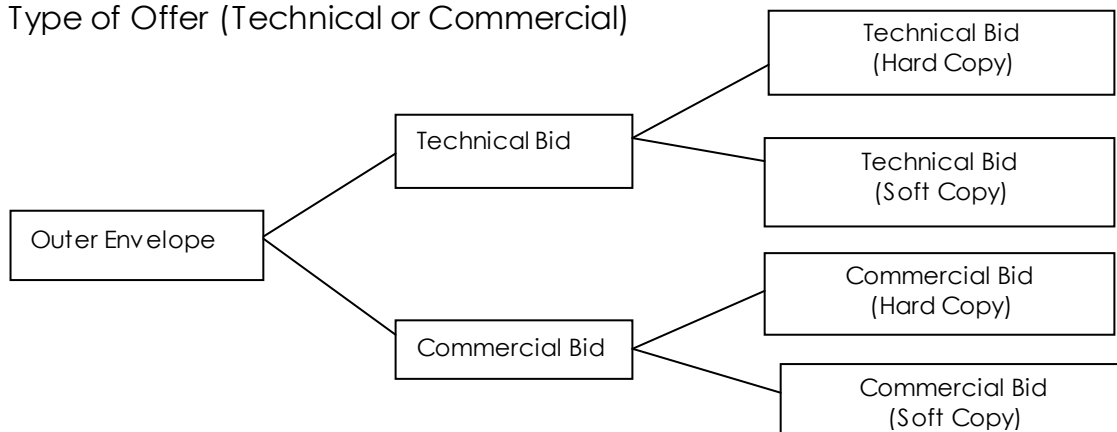 Type of Offer (Technical or Commercial)
Technical Bid
(Hard Copy)
Technical Bid
Technical Bid
(Soft Copy)
Outer Envelope
Commercial Bid
(Hard Copy)
Commercial Bid
Commercial Bid
(Soft Copy)